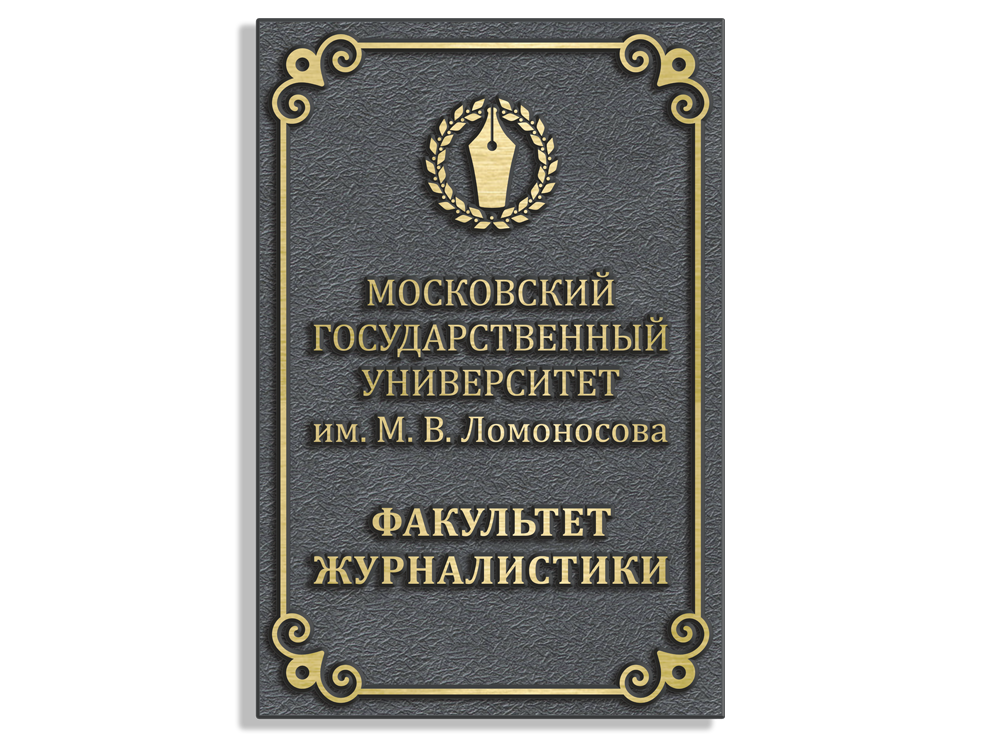 МОСКОВСКИЙ
ГОСУДАРСТВЕННЫЙ
УНИВЕРСИТЕТ
им. М. В. Ломоносова
ФАКУЛЬТЕТ
ЖУРНАЛИСТИКИ